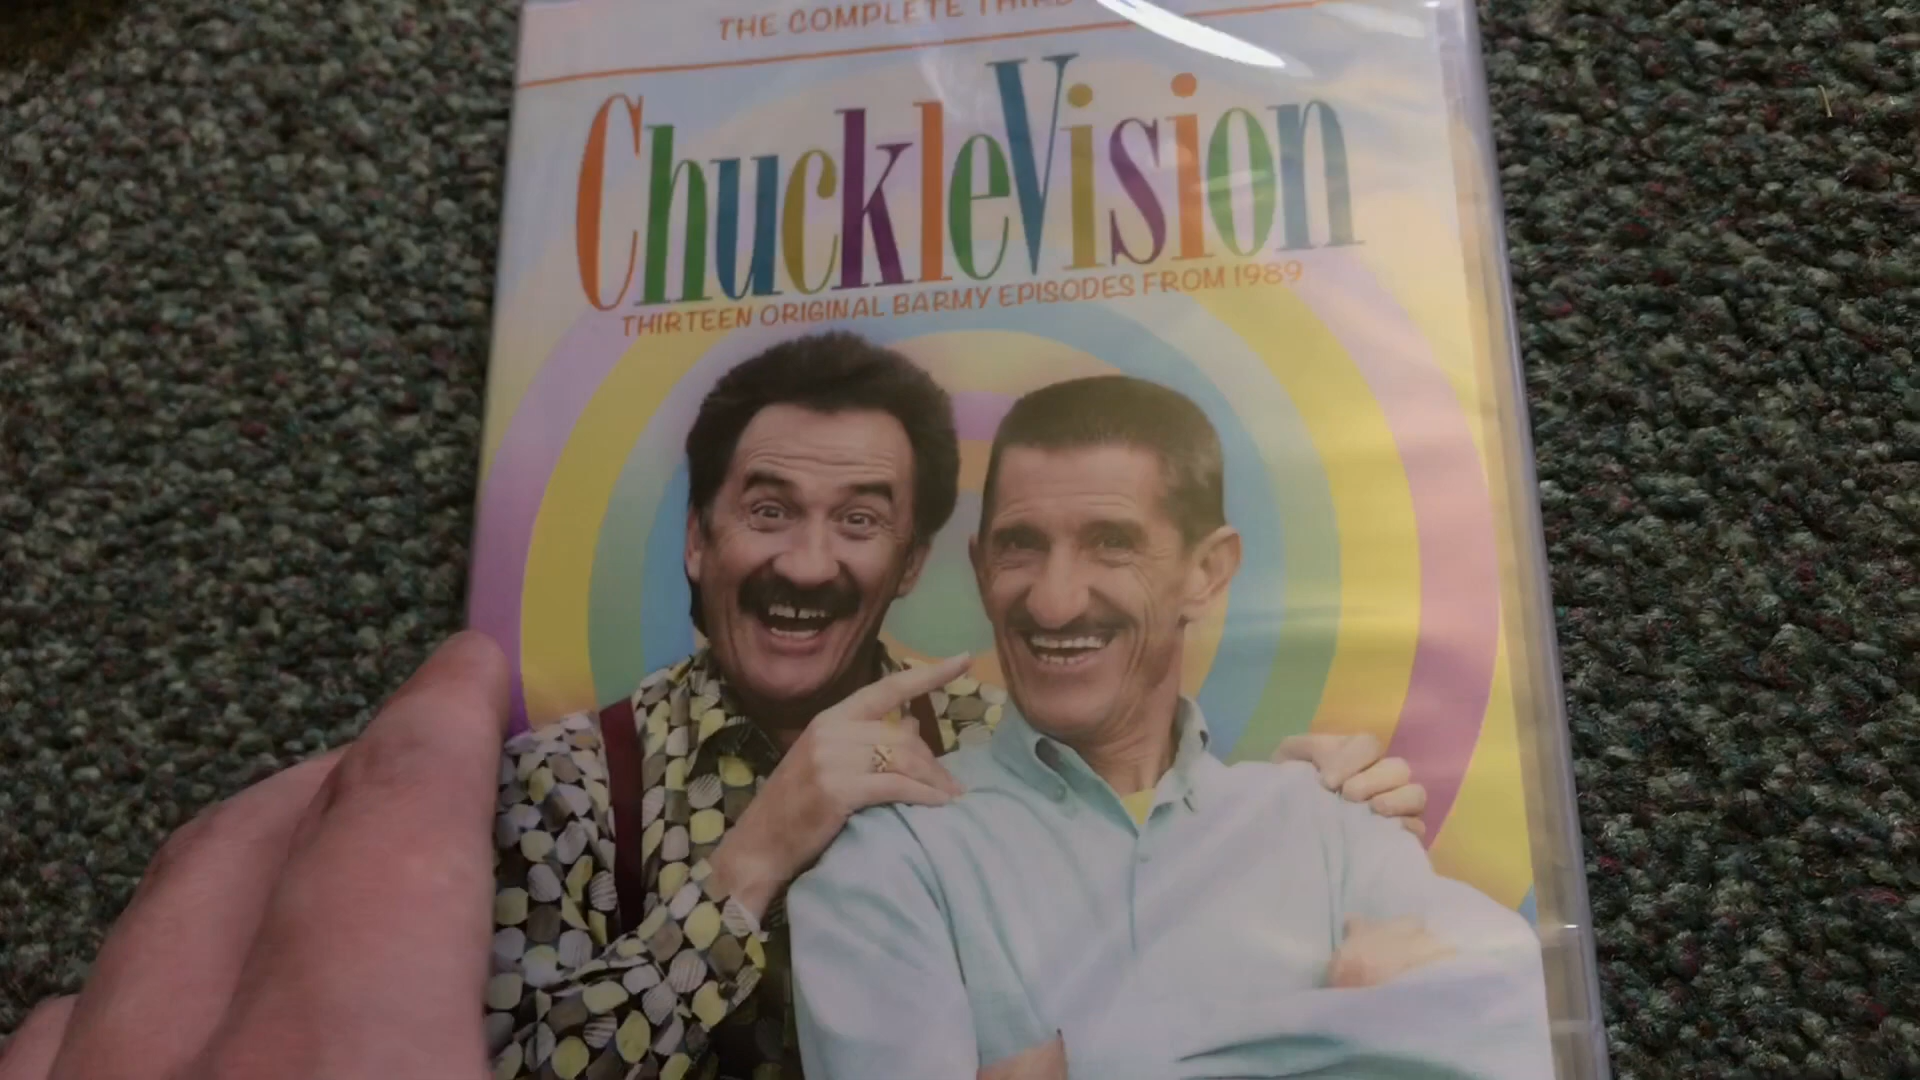 THE COMPLETE THIRD
ChuckleVision
THIRTEEN ORIGINAL BARMY EPISODES FROM 1989